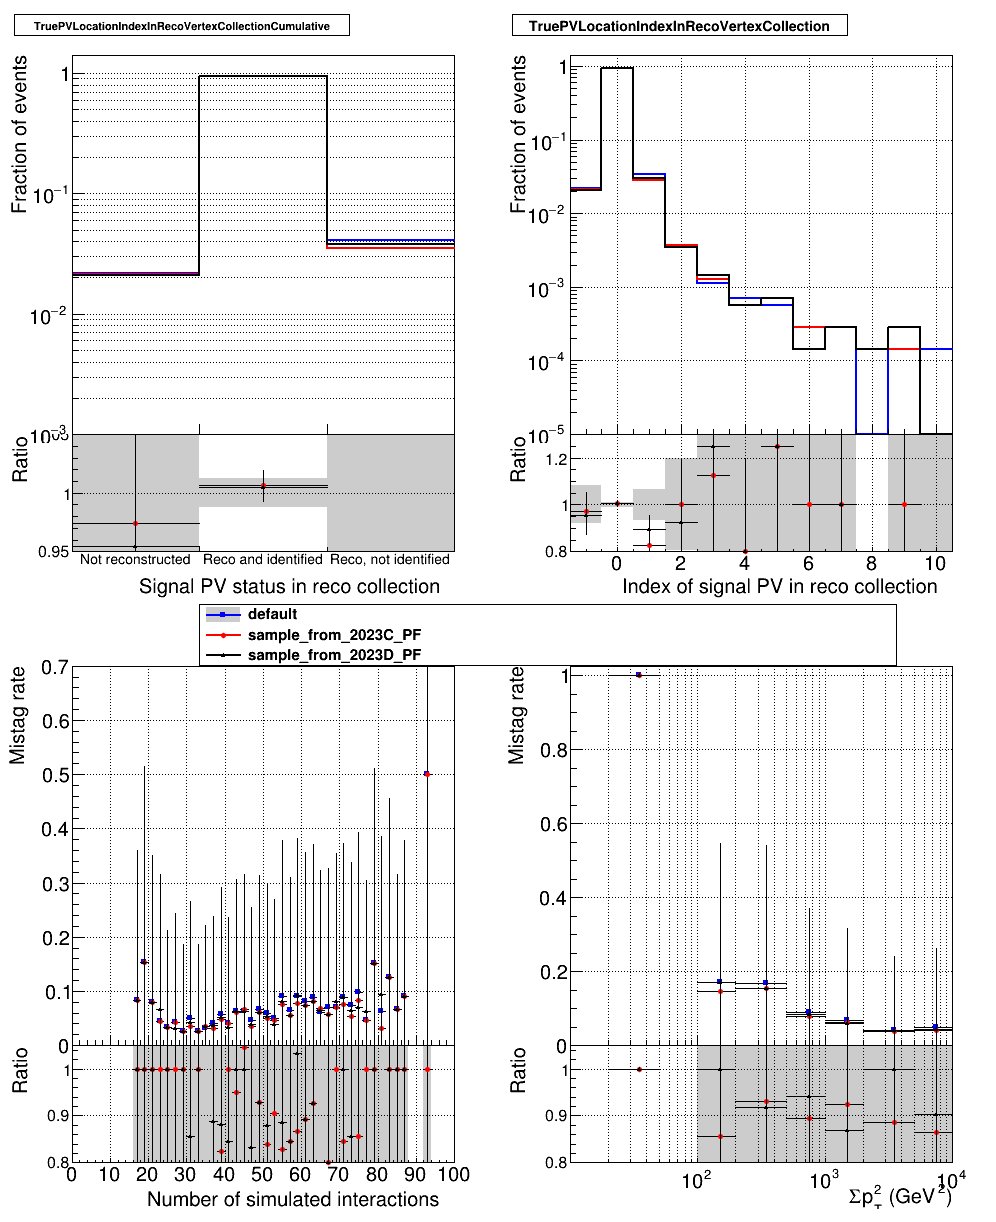 TruePVLocationIndexInRecoVertexCollectionCumulative
Fraction of events
1
10−1
10−2
10−3
Ratio
1
0.95
Not reconstructed
Reco and identified
Reco, not identified
Signal PV status in reco collection
TruePVLocationIndexInRecoVertexCollection
Fraction of events
1
10−1
10−2
10−3
10−4
10−5
Ratio
1.2
1
0.8
0 2 4 6 8 10
Index of signal PV in reco collection
default
sample_from_2023C_PF
sample_from_2023D_PF
Mistag rate
0.7
0.6
0.5
0.4
0.3
0.2
0.1
0
Ratio
1
0.9
0.8
0 10 20 30 40 50 60 70 80 90 100
Number of simulated interactions
Mistag rate
1
0.8
0.6
0.4
0.2
0
Ratio
1
0.9
0.8
102 103 104
Σp2T (GeV2)